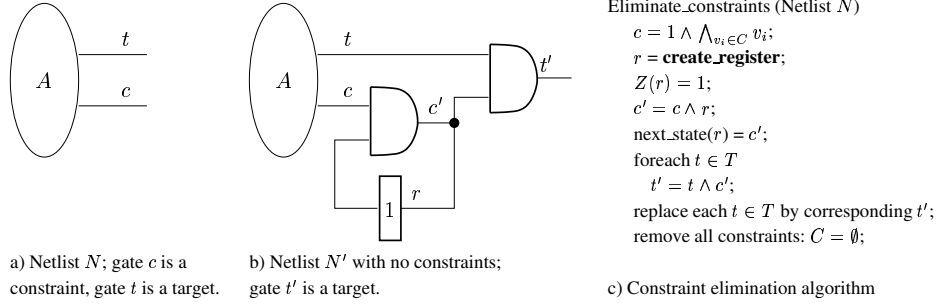 A
t
c
a) Netlist N; gate c is a
constraint, gate t is a target.
A
t
c
c′
t′
r
1
b) Netlist N′ with no constraints;
gate t′ is a target.
Eliminate_constraints (Netlist N)
c = 1 ∧ ⋀_{v_i∈C} v_i;
r = create_register;
Z(r) = 1;
c′ = c ∧ r;
next_state(r) = c′;
foreach t ∈ T
t′ = t ∧ c′;
replace each t ∈ T by corresponding t′;
remove all constraints: C = ∅;
c) Constraint elimination algorithm